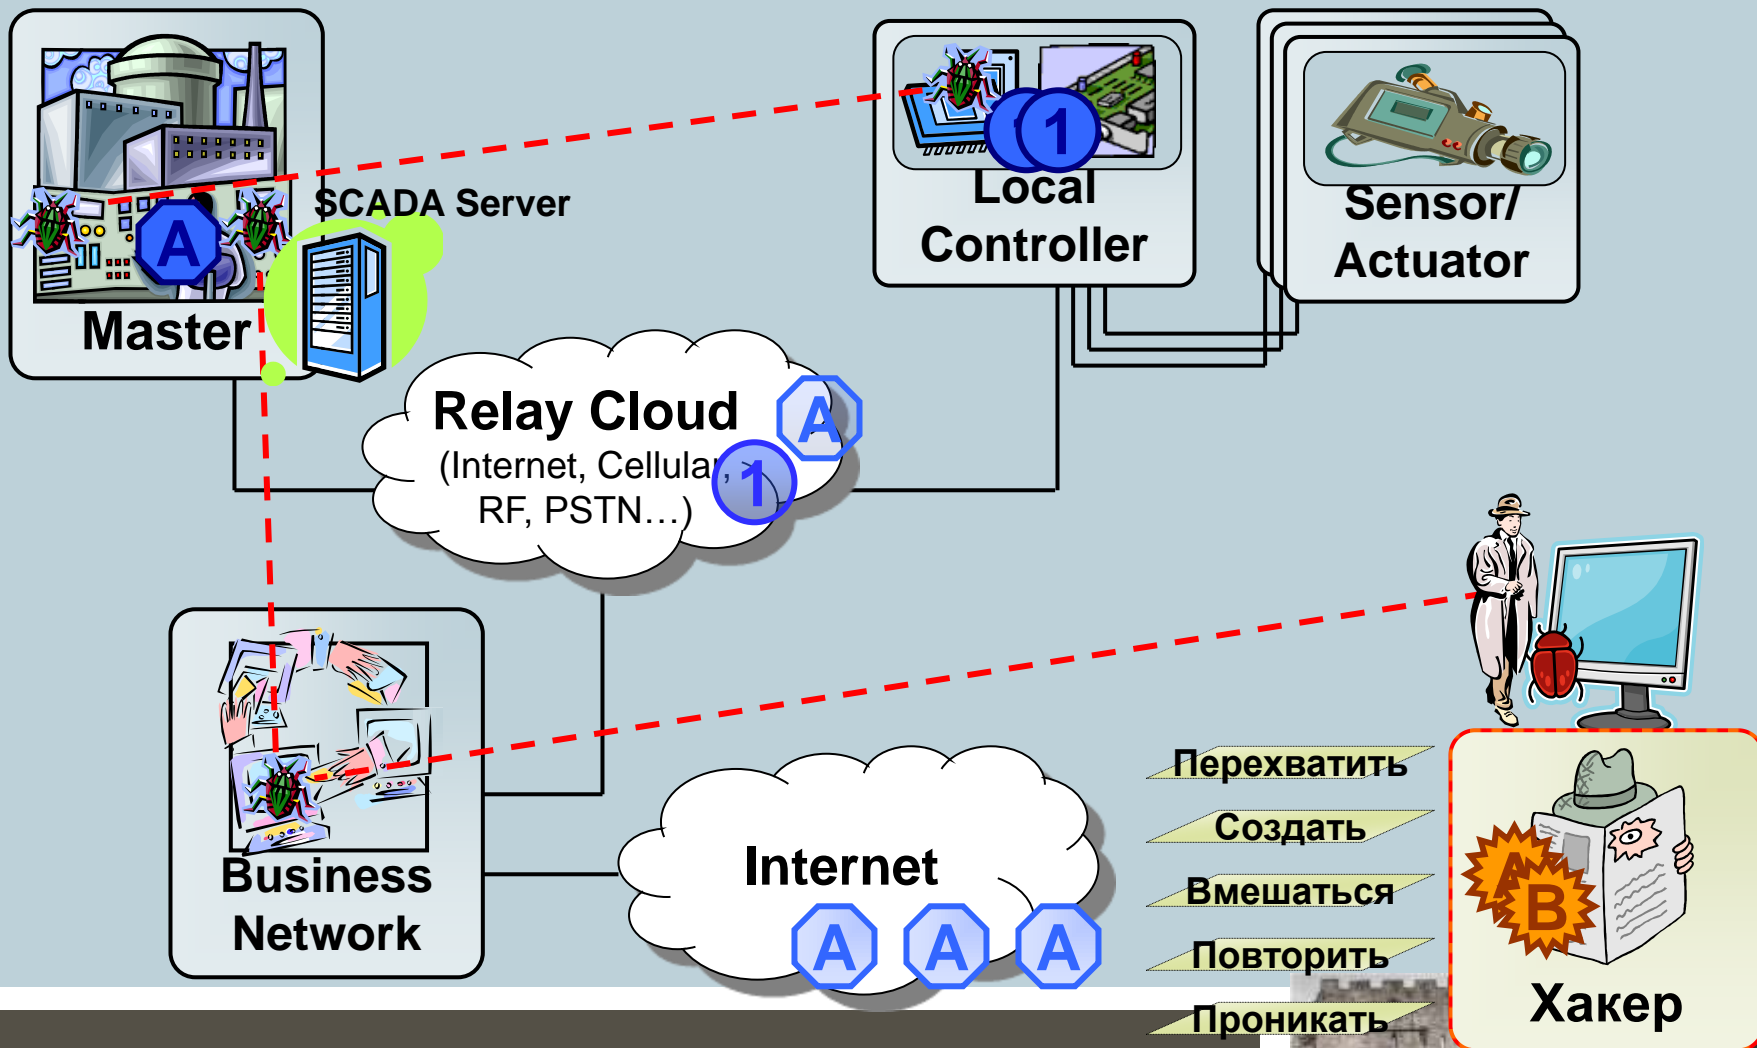 SCADA Server
A
Master
1
1
Local
Controller
Sensor/
Actuator
Relay Cloud
(Internet, Cellular,
RF, PSTN…)
A
1
Business
Network
Internet
A A A
Перехватить
Создать
Вмешаться
Повторить
Проникать
A
B
Хакер